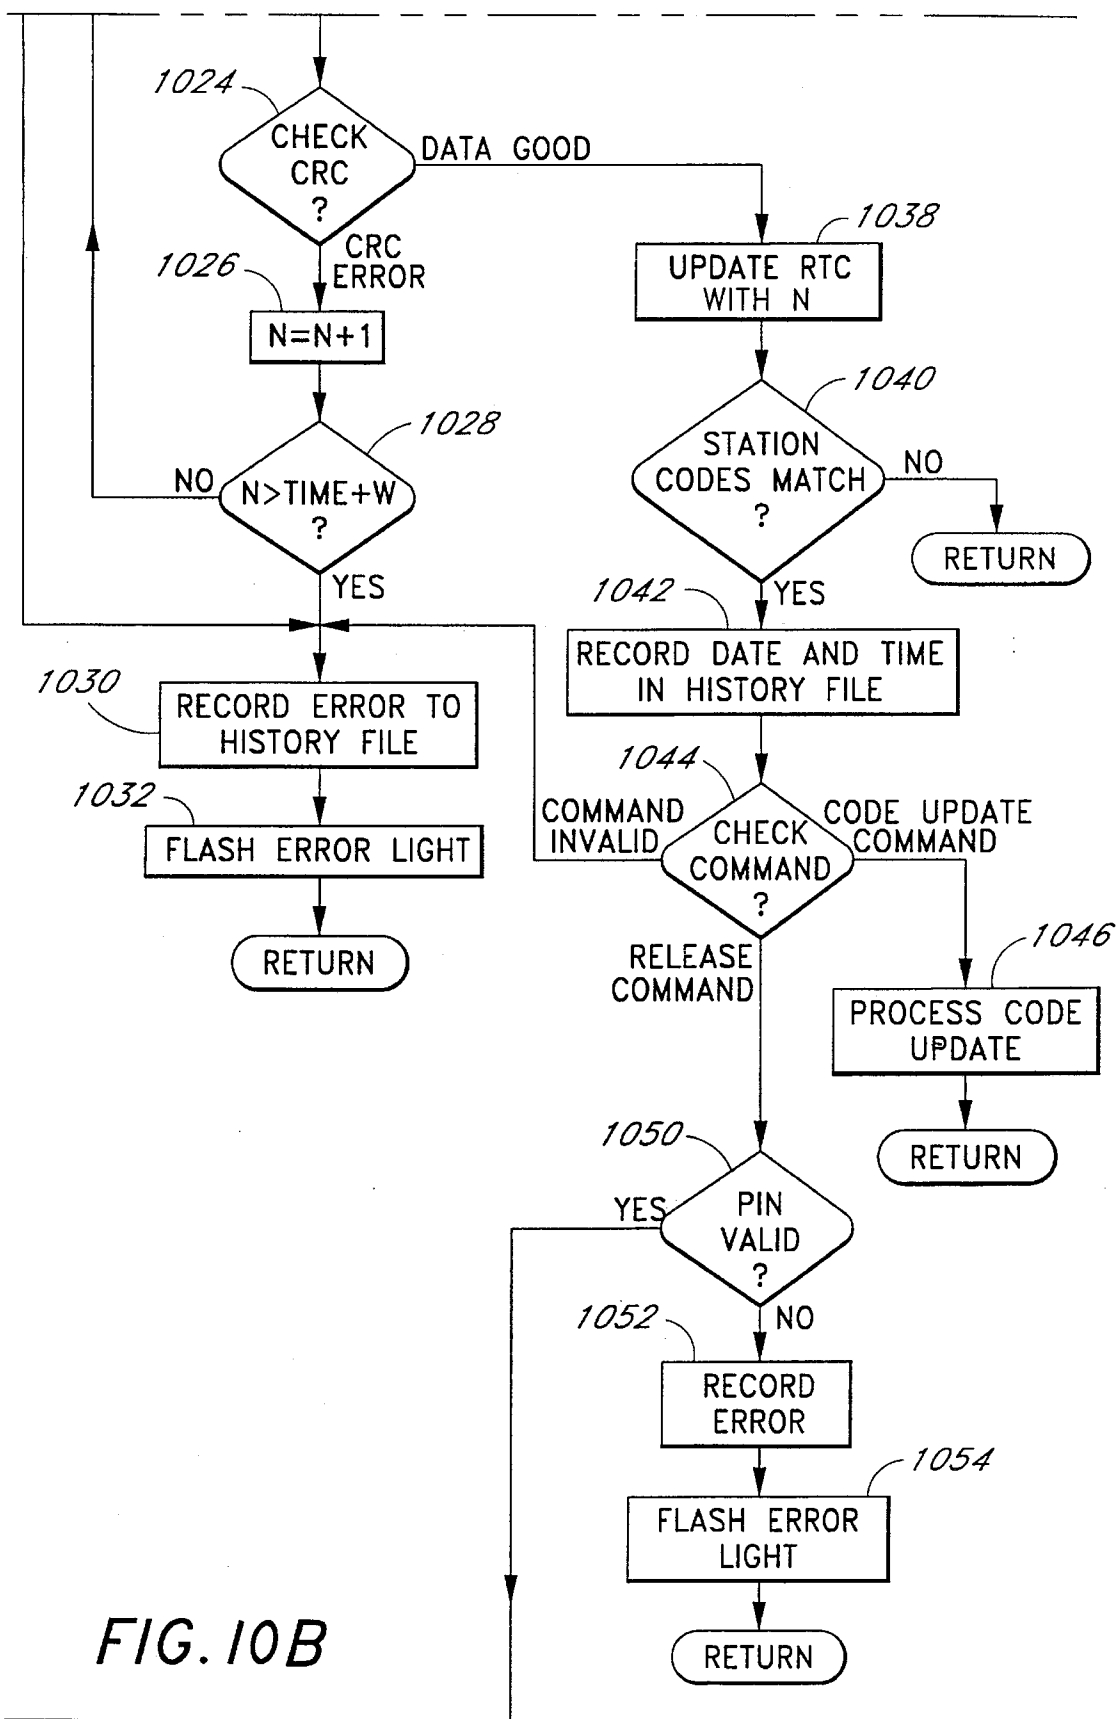 1024
CHECK
CRC
?
DATA GOOD
CRC
ERROR
1026
N=N+1
1028
N>TIME+W
?
NO
YES
1030
RECORD ERROR TO
HISTORY FILE
1032
FLASH ERROR LIGHT
RETURN
1038
UPDATE RTC
WITH N
1040
STATION
CODES MATCH
?
NO
RETURN
YES
1042
RECORD DATE AND TIME
IN HISTORY FILE
1044
CHECK
COMMAND
?
COMMAND
INVALID
CODE UPDATE
COMMAND
RELEASE
COMMAND
1046
PROCESS CODE
UPDATE
RETURN
1050
PIN
VALID
?
YES
NO
1052
RECORD
ERROR
1054
FLASH ERROR
LIGHT
RETURN
FIG. 10B